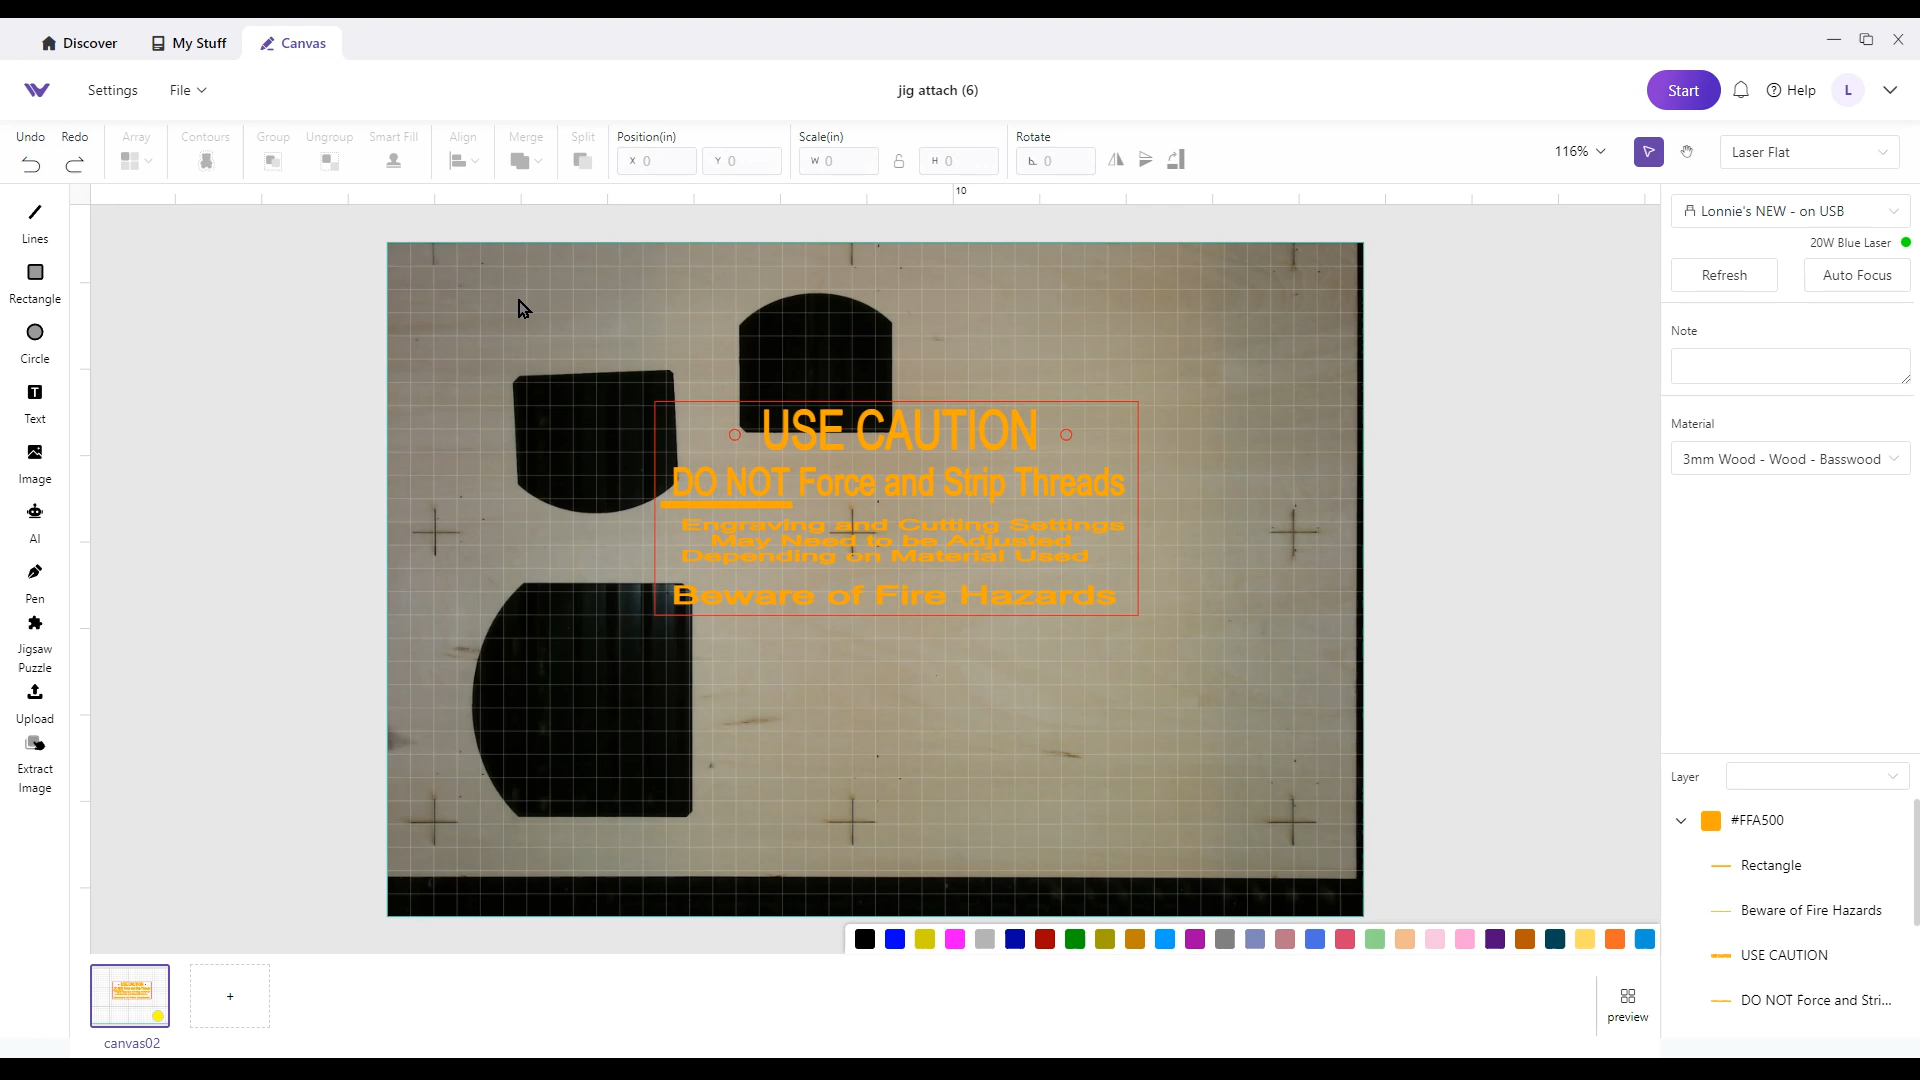 Discover
My Stuff
Canvas
Settings
File
jig attach (6)
Start
Help
L
Undo
Redo
Array
Contours
Group
Ungroup
Smart Fill
Align
Merge
Split
Position(in)
X 0
Y 0
Scale(in)
W 0
H 0
Rotate
0
116%
Laser Flat
10
Lines
Rectangle
Circle
Text
Image
AI
Pen
Jigsaw
Puzzle
Upload
Extract
Image
USE CAUTION
DO NOT Force and Strip Threads
Engraving and Cutting Settings
May Need to be Adjusted
Depending on Material Used
Beware of Fire Hazards
Lonnie's NEW - on USB
20W Blue Laser
Refresh
Auto Focus
Note
Material
3mm Wood - Wood - Basswood
Layer
#FFA500
Rectangle
Beware of Fire Hazards
USE CAUTION
DO NOT Force and Stri...
+
preview
canvas02